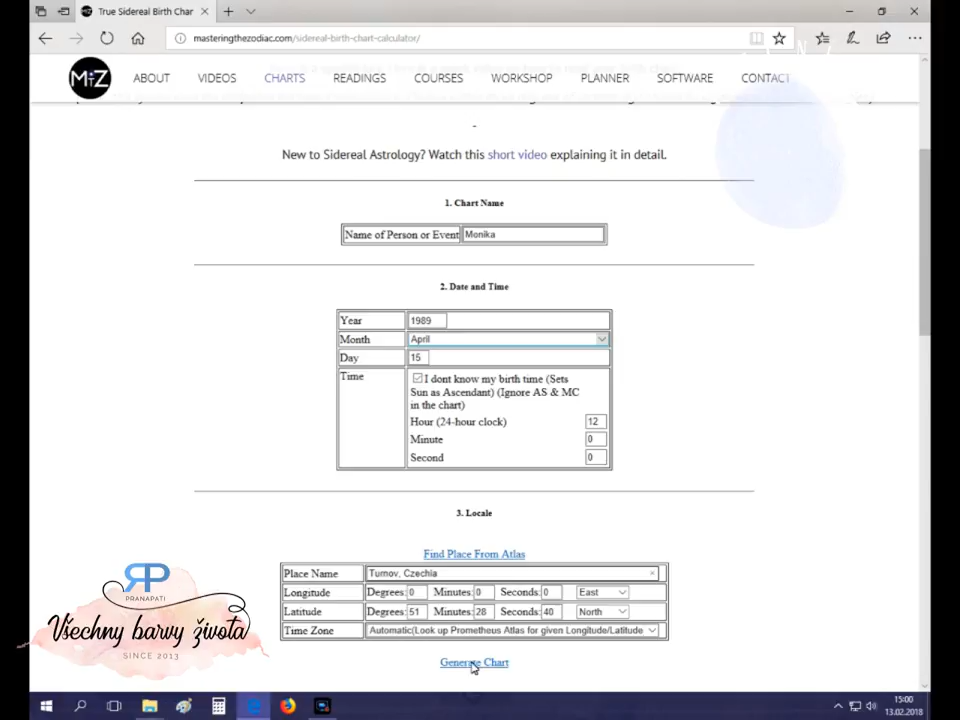 True Sidereal Birth Char
masteringthezodiac.com/sidereal-birth-chart-calculator/
MTZ ABOUT VIDEOS CHARTS READINGS COURSES WORKSHOP PLANNER SOFTWARE CONTACT
-
New to Sidereal Astrology? Watch this short video explaining it in detail.
1. Chart Name
Name of Person or Event Monika
2. Date and Time
Year 1989
Month April
Day 15
Time I dont know my birth time (Sets
Sun as Ascendant) (Ignore AS & MC
in the chart)
Hour (24-hour clock) 12
Minute 0
Second 0
3. Locale
Find Place From Atlas
Place Name Turnov, Czechia
Longitude Degrees: 0 Minutes: 0 Seconds: 0 East
Latitude Degrees: 51 Minutes: 28 Seconds: 40 North
Time Zone Automatic(Look up Prometheus Atlas for given Longitude/Latitude
Generate Chart
RP
PRANAPATI
Všechny barvy života
SINCE 2013
15:00
13.02.2018